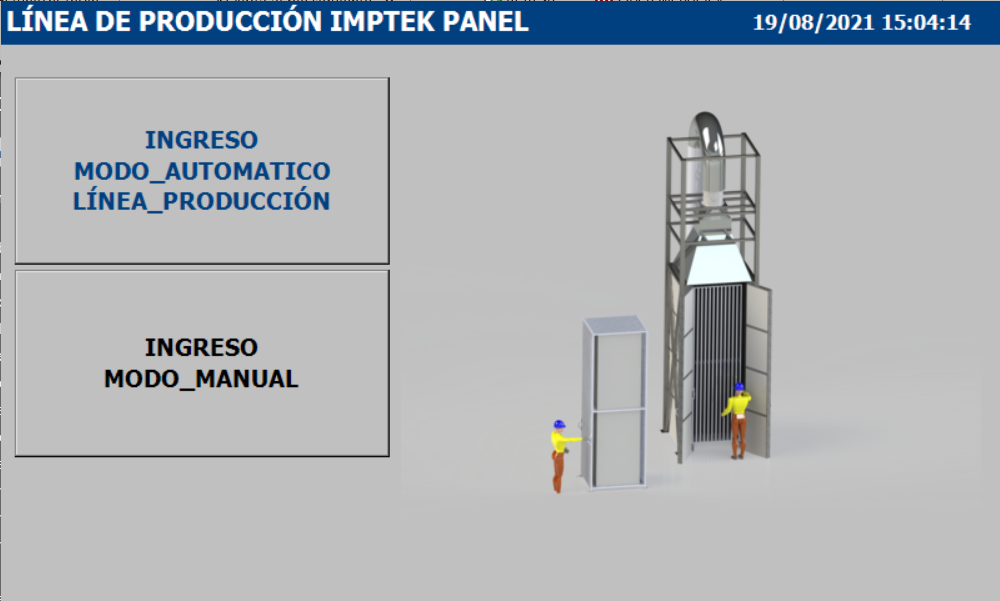 LÍNEA DE PRODUCCIÓN IMPTEK PANEL
19/08/2021 15:04:14
INGRESO
MODO_AUTOMATICO
LÍNEA_PRODUCCIÓN
INGRESO
MODO_MANUAL